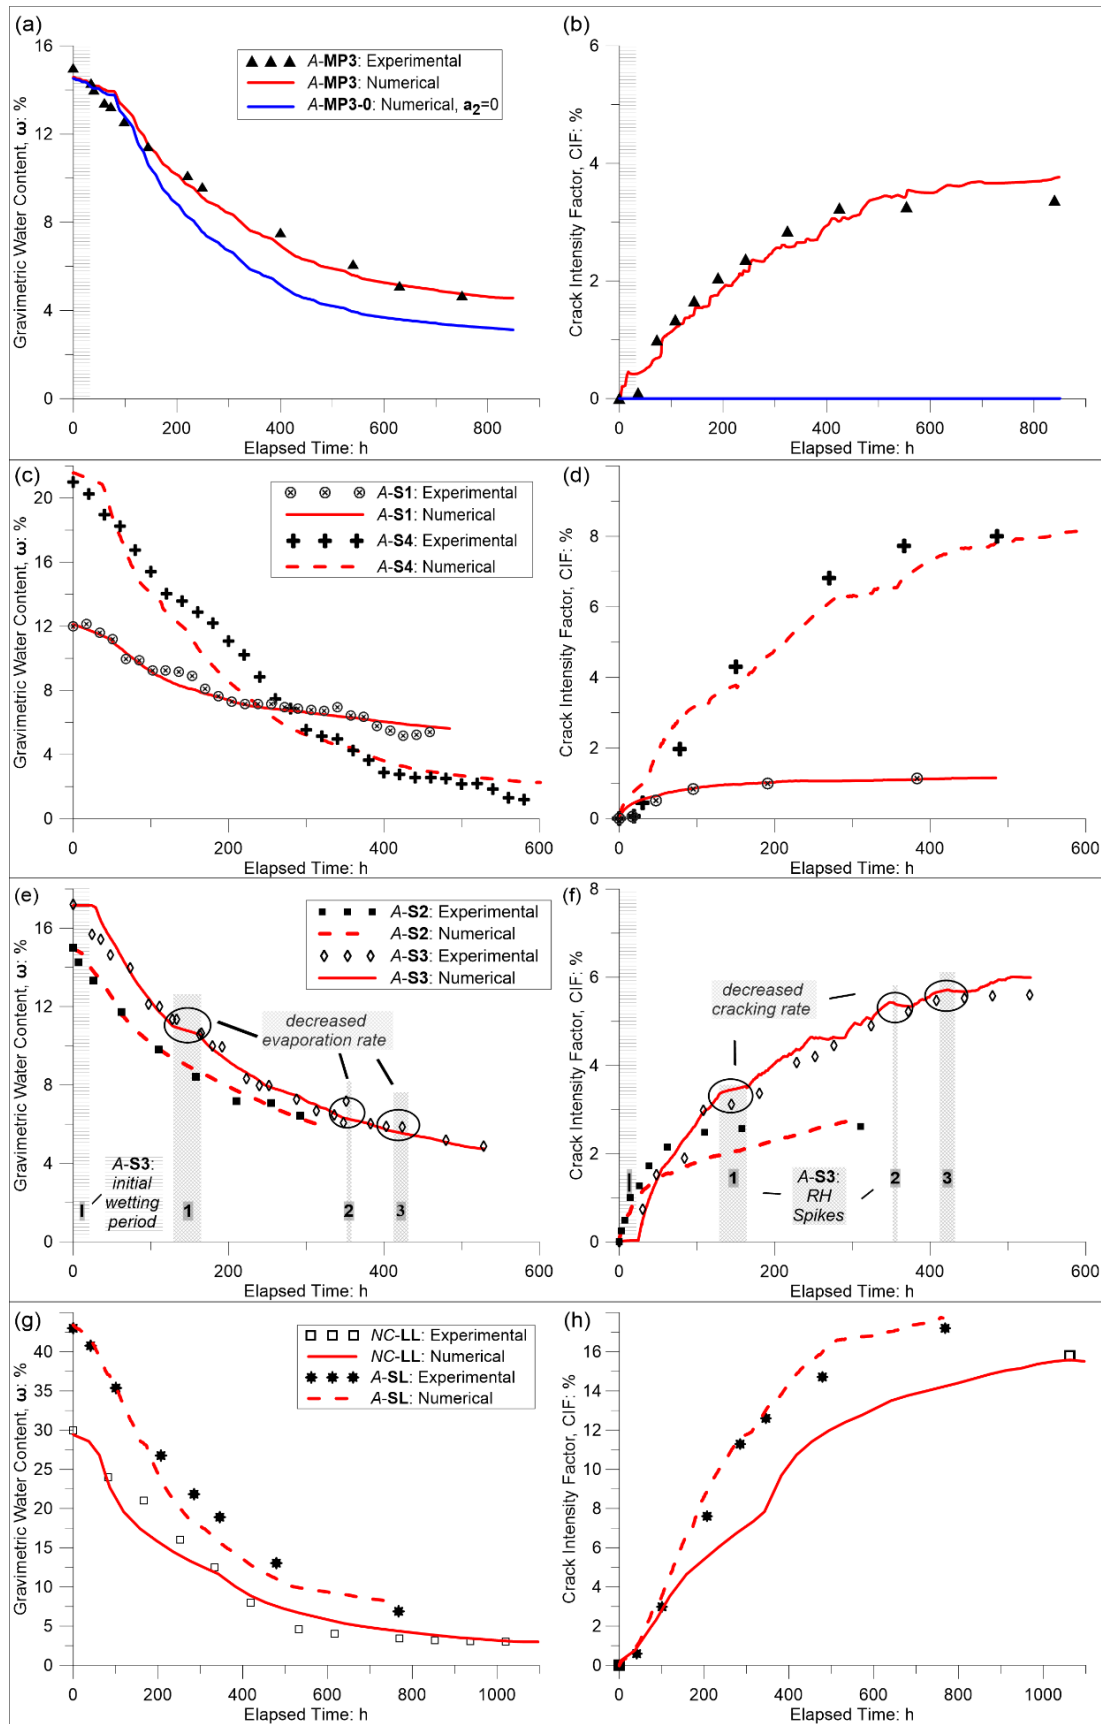 (a)
16
12
8
4
0
Gravimetric Water Content, ω: %
A-MP3: Experimental
A-MP3: Numerical
A-MP3-0: Numerical, a₂=0
0
200
400
600
800
Elapsed Time: h
(b)
6
4
2
0
Crack Intensity Factor, CIF: %
0
200
400
600
800
Elapsed Time: h
(c)
20
16
12
8
4
0
Gravimetric Water Content, ω: %
A-S1: Experimental
A-S1: Numerical
A-S4: Experimental
A-S4: Numerical
0
200
400
600
Elapsed Time: h
(d)
8
6
4
2
0
Crack Intensity Factor, CIF: %
0
200
400
600
Elapsed Time: h
(e)
16
12
8
4
0
Gravimetric Water Content, ω: %
A-S2: Experimental
A-S2: Numerical
A-S3: Experimental
A-S3: Numerical
decreased
evaporation rate
A-S3:
initial
wetting
period
I
1
2
3
0
200
400
600
Elapsed Time: h
(f)
8
6
4
2
0
Crack Intensity Factor, CIF: %
decreased
cracking rate
I
1
A-S3:
RH
Spikes
2
3
0
200
400
600
Elapsed Time: h
(g)
40
35
30
25
20
15
10
5
0
Gravimetric Water Content, ω: %
NC-LL: Experimental
NC-LL: Numerical
A-SL: Experimental
A-SL: Numerical
0
200
400
600
800
1000
Elapsed Time: h
(h)
16
14
12
10
8
6
4
2
0
Crack Intensity Factor, CIF: %
0
200
400
600
800
1000
Elapsed Time: h